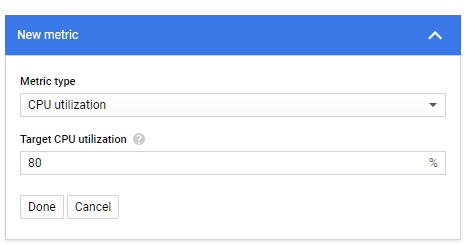 New metric
Metric type
CPU utilization
Target CPU utilization ?
80 %
Done Cancel